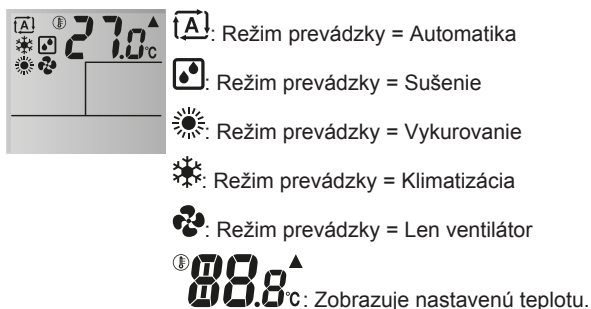 A 27.0°C
A: Režim prevádzky = Automatika
: Režim prevádzky = Sušenie
: Režim prevádzky = Vykurovanie
: Režim prevádzky = Klimatizácia
: Režim prevádzky = Len ventilátor
88.8°C: Zobrazuje nastavenú teplotu.